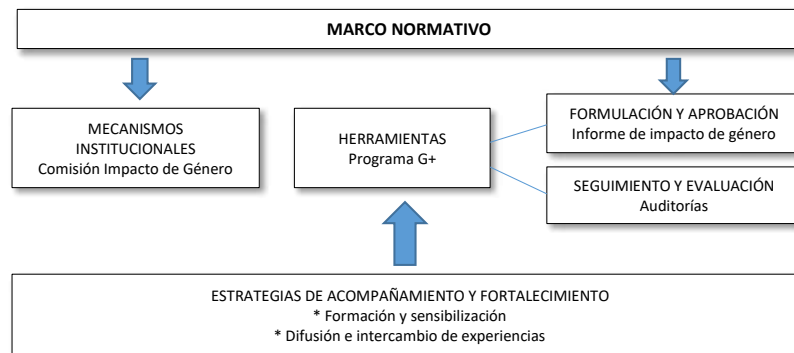 MARCO NORMATIVO
MECANISMOS
INSTITUCIONALES
Comisión Impacto de Género
HERRAMIENTAS
Programa G+
FORMULACIÓN Y APROBACIÓN
Informe de impacto de género
SEGUIMIENTO Y EVALUACIÓN
Auditorías
ESTRATEGIAS DE ACOMPAÑAMIENTO Y FORTALECIMIENTO
* Formación y sensibilización
* Difusión e intercambio de experiencias